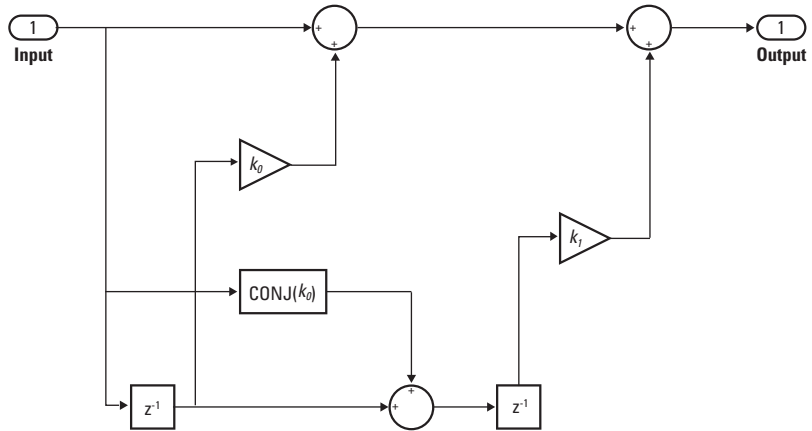 1
Input
+
+
+
+
1
Output
k₀
k₁
CONJ(k₀)
+
+
z⁻¹
z⁻¹